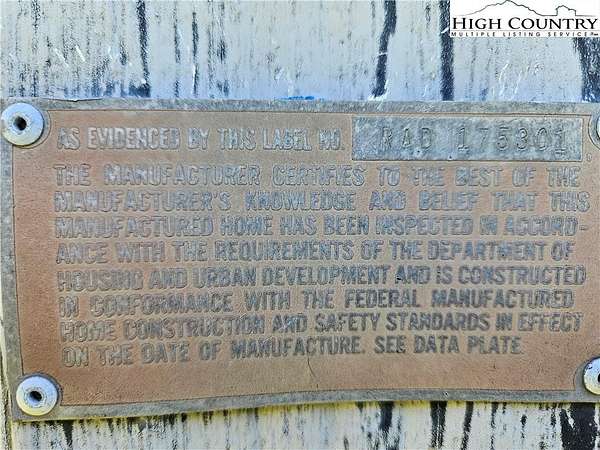 HIGH COUNTRY
MULTIPLE LISTING SERVICE
AS EVIDENCED BY THIS LABEL NO. RAD 175301
THE MANUFACTURER CERTIFIES TO THE BEST OF THE
MANUFACTURER'S KNOWLEDGE AND BELIEF THAT THIS
MANUFACTURED HOME HAS BEEN INSPECTED IN ACCORD-
ANCE WITH THE REQUIREMENTS OF THE DEPARTMENT OF
HOUSING AND URBAN DEVELOPMENT AND IS CONSTRUCTED
IN CONFORMANCE WITH THE FEDERAL MANUFACTURED
HOME CONSTRUCTION AND SAFETY STANDARDS IN EFFECT
ON THE DATE OF MANUFACTURE. SEE DATA PLATE.